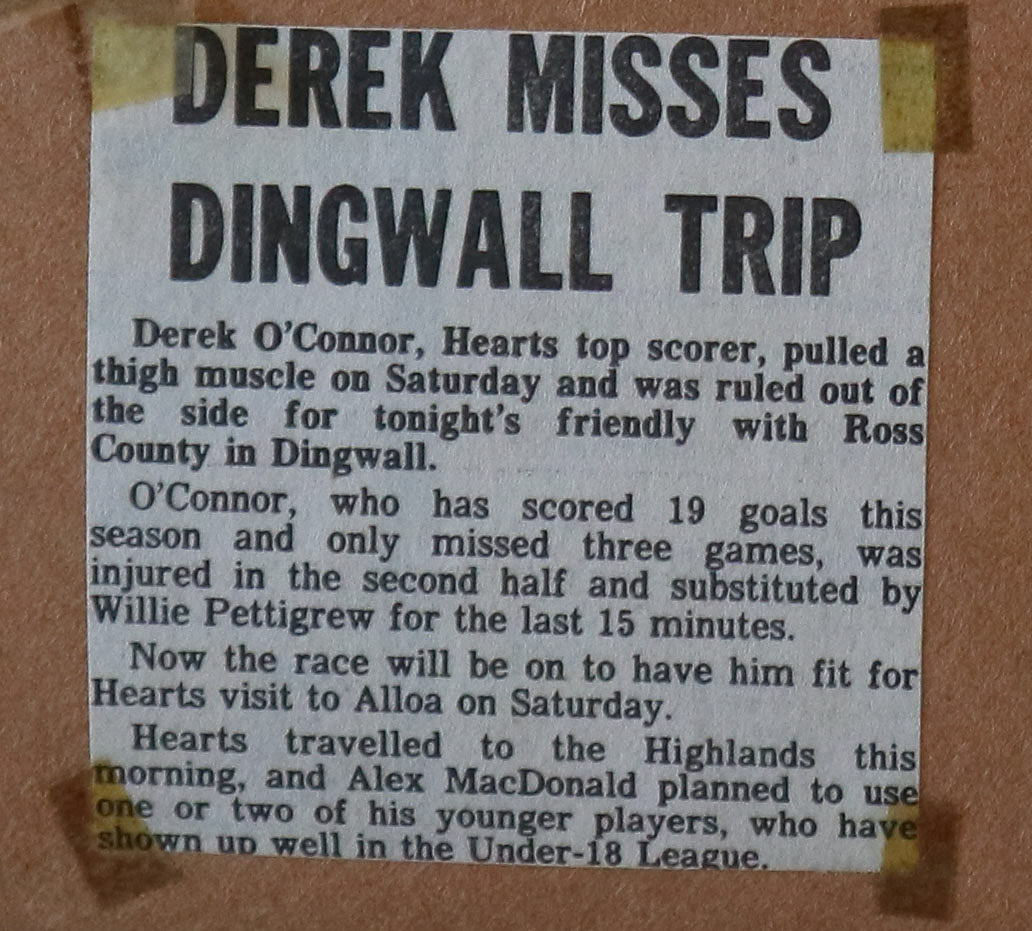 DEREK MISSES
DINGWALL TRIP
Derek O'Connor, Hearts top scorer, pulled a
thigh muscle on Saturday and was ruled out of
the side for tonight's friendly with Ross
County in Dingwall.
O'Connor, who has scored 19 goals this
season and only missed three games, was
injured in the second half and substituted by
Willie Pettigrew for the last 15 minutes.
Now the race will be on to have him fit for
Hearts visit to Alloa on Saturday.
Hearts travelled to the Highlands this
morning, and Alex MacDonald planned to use
one or two of his younger players, who have
shown up well in the Under-18 League.